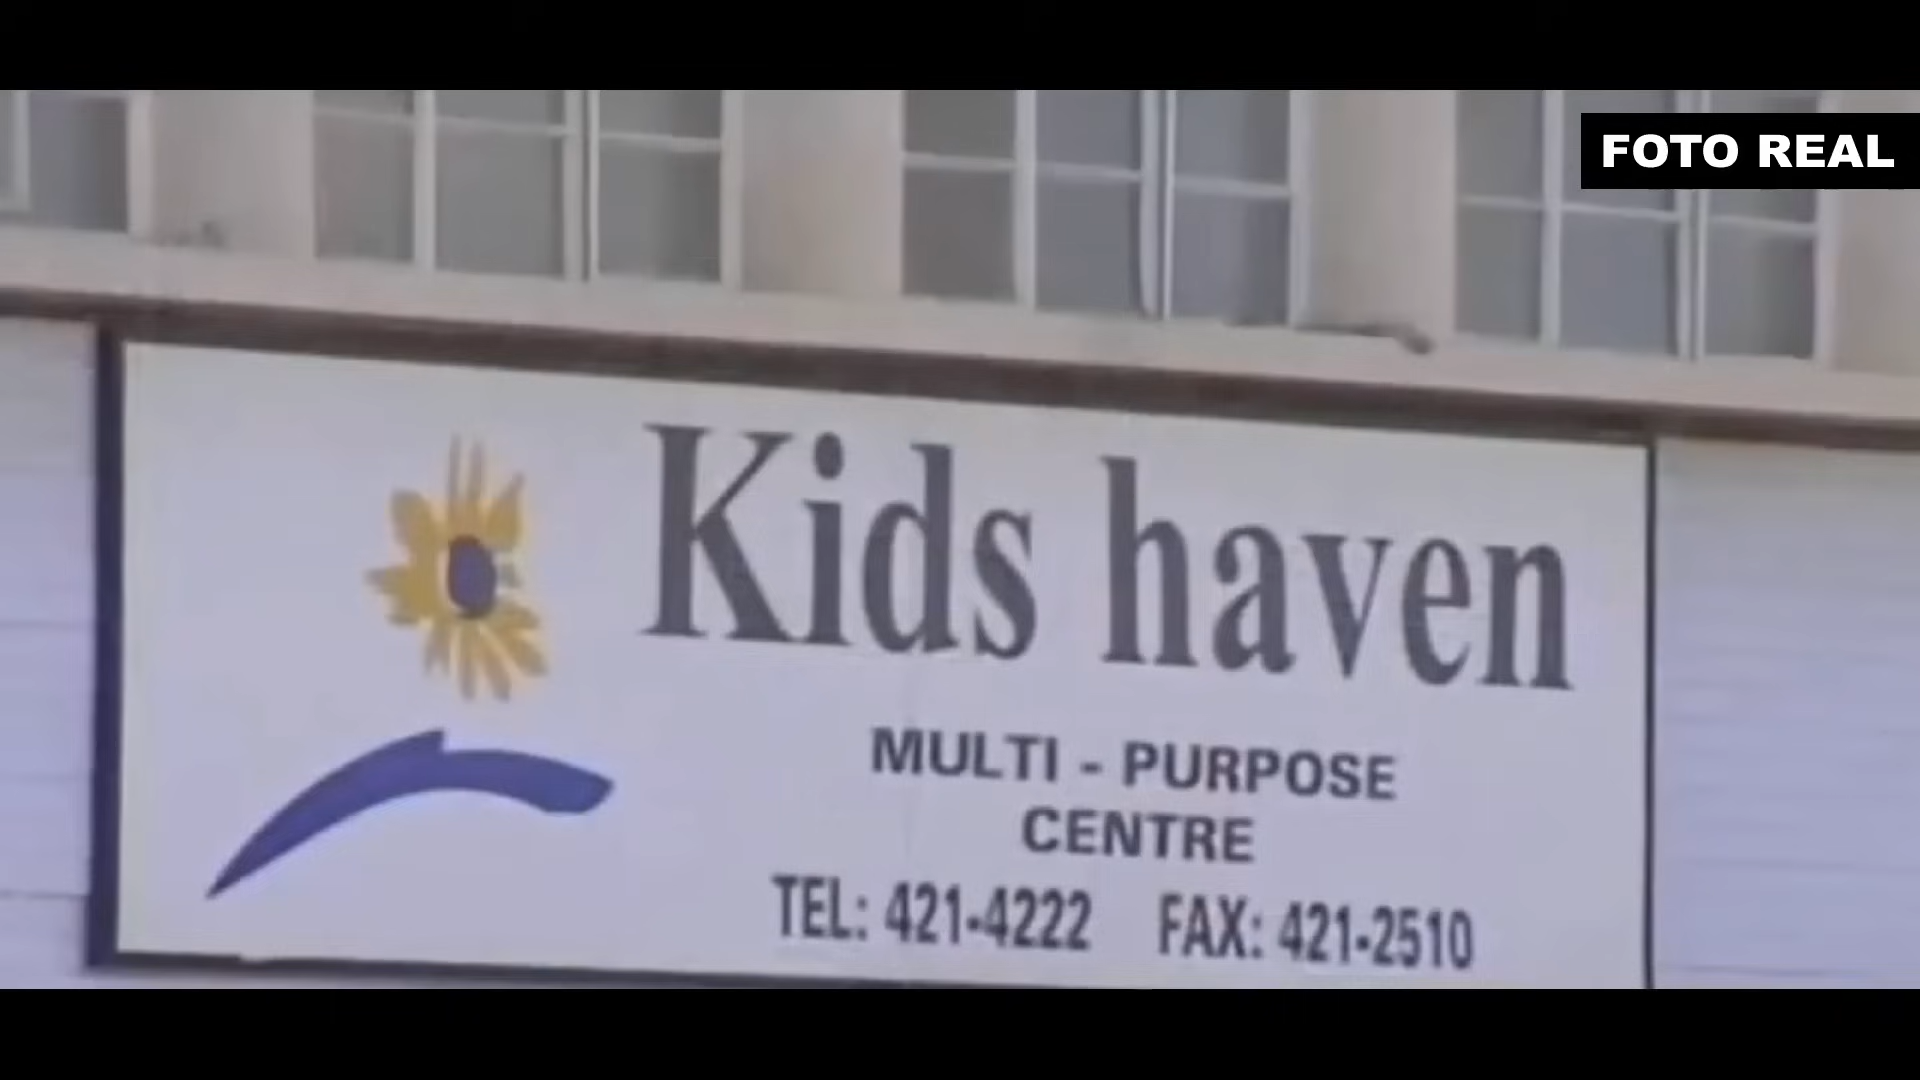 FOTO REAL
Kids haven
MULTI - PURPOSE
CENTRE
TEL: 421-4222 FAX: 421-2510